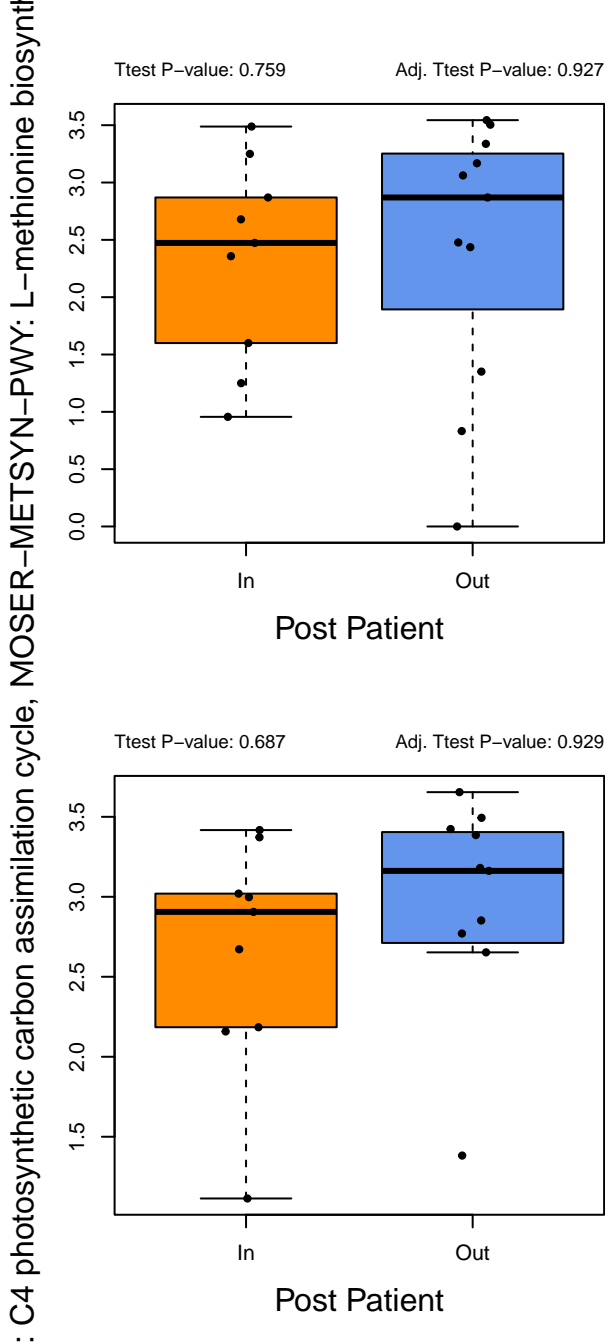 : C4 photosynthetic carbon assimilation cycle, MOSER−METSYN−PWY: L−methionine biosynth
Ttest P−value: 0.759
Adj. Ttest P−value: 0.927
3.5
3.0
2.5
2.0
1.5
1.0
0.5
0.0
In
Out
Post Patient
Ttest P−value: 0.687
Adj. Ttest P−value: 0.929
3.5
3.0
2.5
2.0
1.5
In
Out
Post Patient